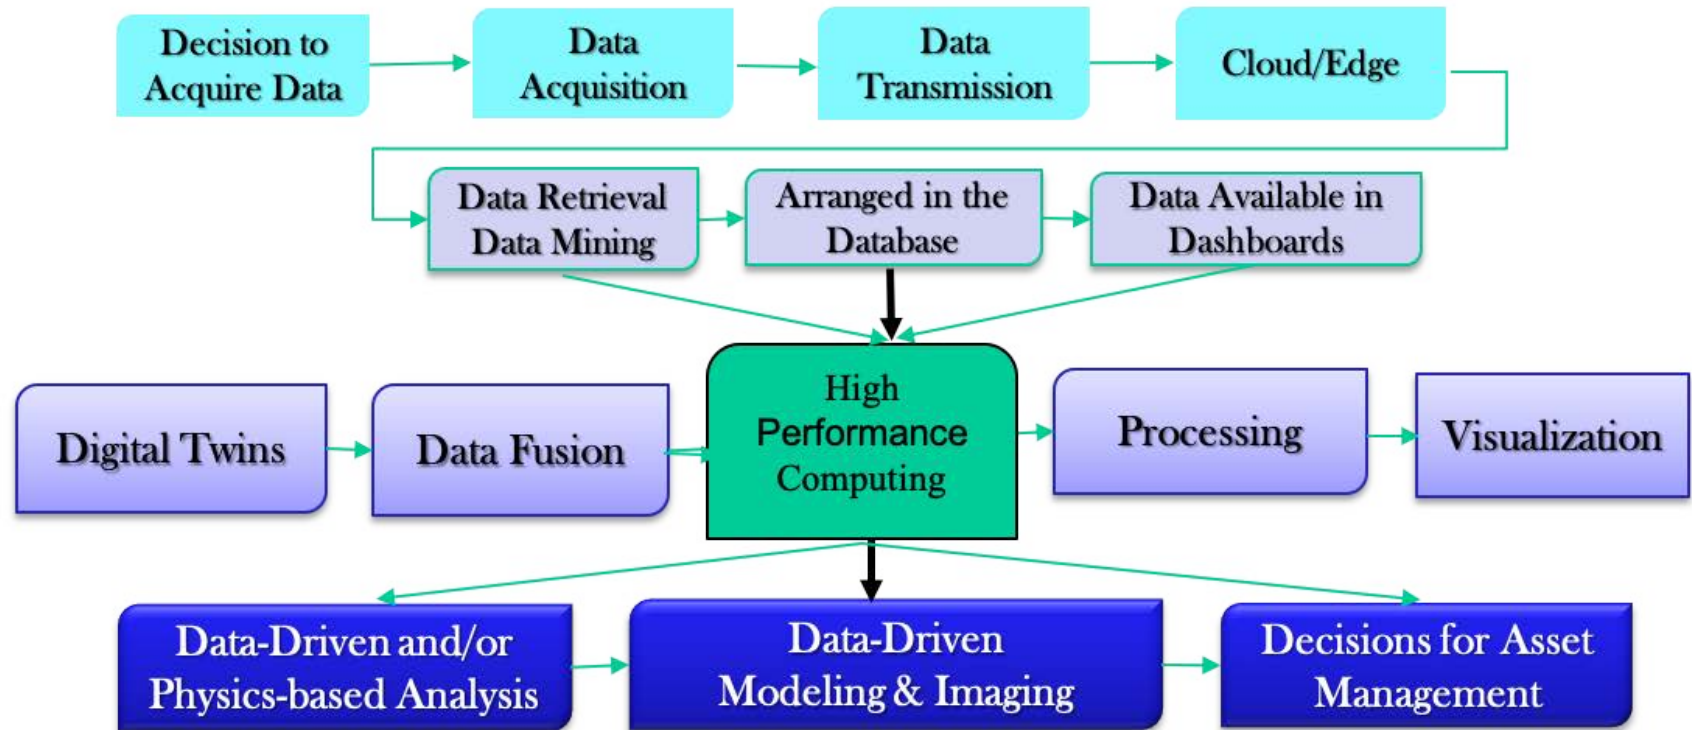 Decision to
Acquire Data
Data
Acquisition
Data
Transmission
Cloud/Edge
Data Retrieval
Data Mining
Arranged in the
Database
Data Available in
Dashboards
Digital Twins
Data Fusion
High
Performance
Computing
Processing
Visualization
Data-Driven and/or
Physics-based Analysis
Data-Driven
Modeling & Imaging
Decisions for Asset
Management